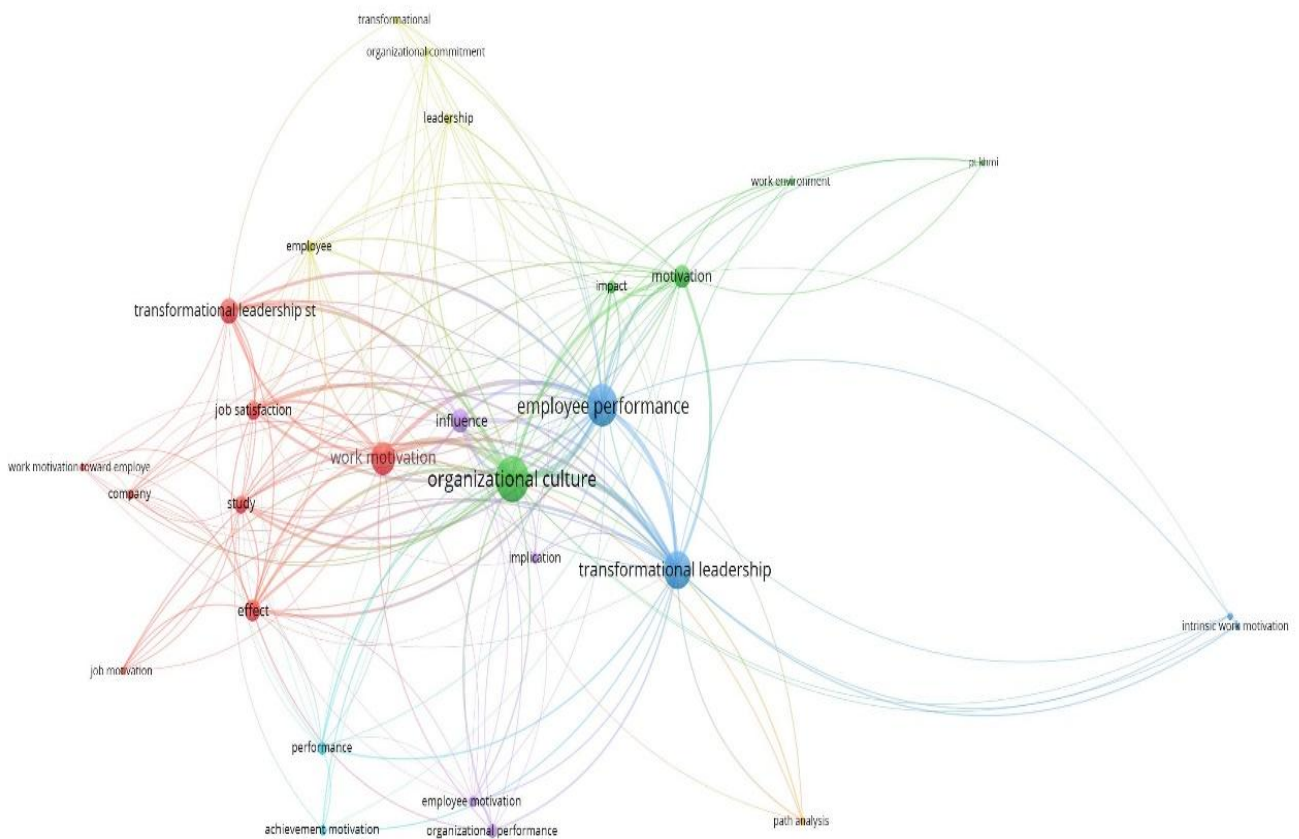 transformational
organizational commitment
leadership
pt khmi
work environment
employee
impact
motivation
transformational leadership st
employee performance
job satisfaction
influence
work motivation
work motivation toward employe
organizational culture
company
study
implication
transformational leadership
effect
intrinsic work motivation
job motivation
performance
employee motivation
path analysis
achievement motivation
organizational performance